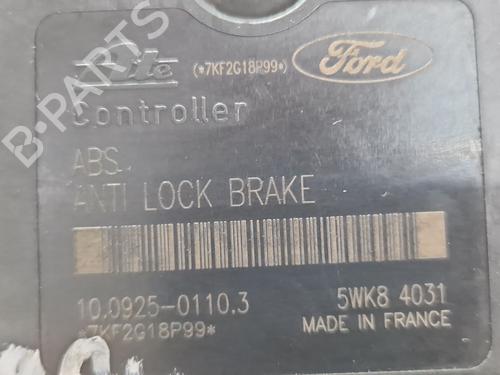 B-PARTS
Ate (*7KF2G18P99*) Ford
Controller
ABS
ANTI LOCK BRAKE
10.0925-0110.3 5WK8 4031
*7KF2G18P99* MADE IN FRANCE